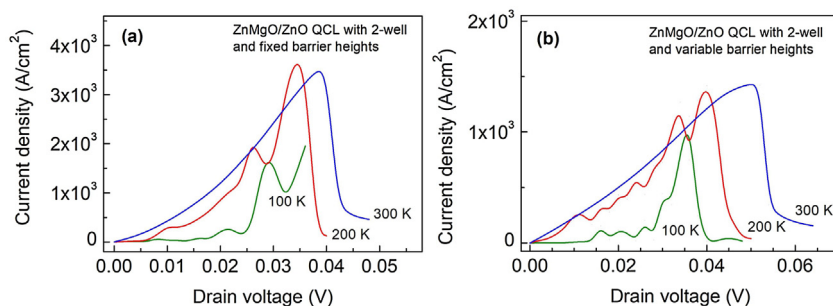 (a)
ZnMgO/ZnO QCL with 2-well
and fixed barrier heights
Current density (A/cm²)
4x10³
3x10³
2x10³
1x10³
0
100 K
300 K
200 K
0.00 0.01 0.02 0.03 0.04 0.05
Drain voltage (V)
(b)
ZnMgO/ZnO QCL with 2-well
and variable barrier heights
Current density (A/cm²)
2x10³
1x10³
0
300 K
100 K
200 K
0.00 0.02 0.04 0.06
Drain voltage (V)